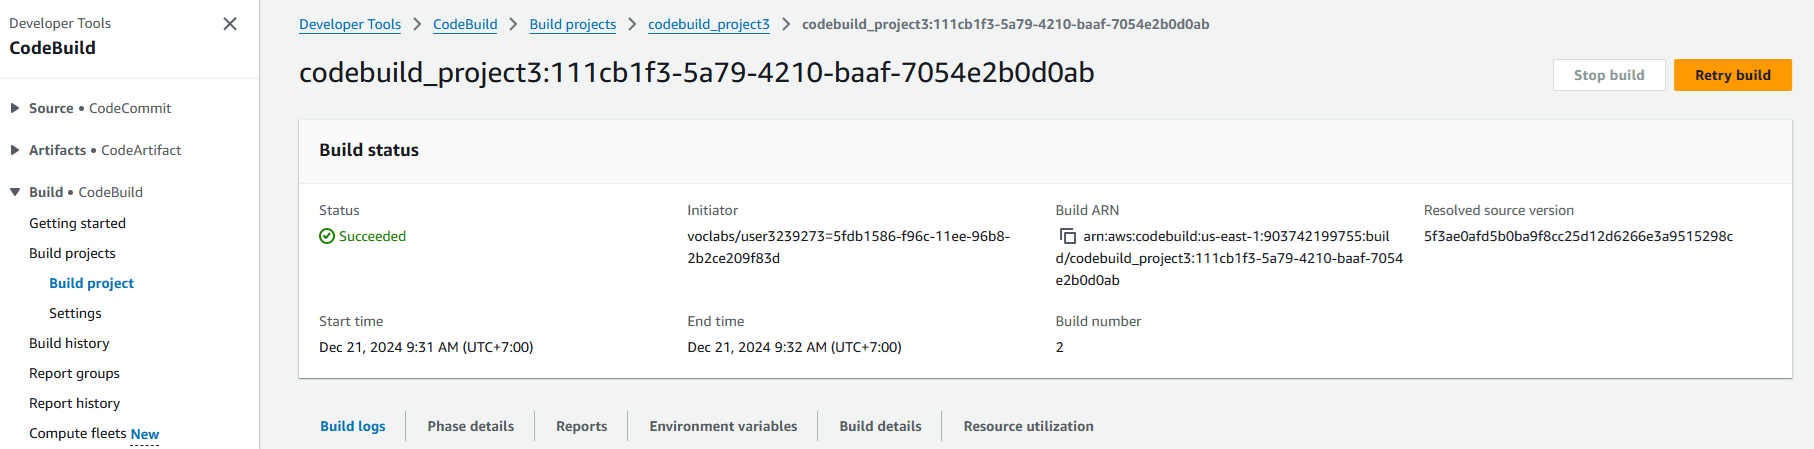 Developer Tools
CodeBuild
Source • CodeCommit
Artifacts • CodeArtifact
Build • CodeBuild
Getting started
Build projects
Build project
Settings
Build history
Report groups
Report history
Compute fleets New
Developer Tools > CodeBuild > Build projects > codebuild_project3 > codebuild_project3:111cb1f3-5a79-4210-baaf-7054e2b0d0ab
codebuild_project3:111cb1f3-5a79-4210-baaf-7054e2b0d0ab
Stop build
Retry build
Build status
Status
Succeeded
Initiator
voclabs/user3239273=5fdb1586-f96c-11ee-96b8-
2b2ce209f83d
Build ARN
arn:aws:codebuild:us-east-1:903742199755:buil
d/codebuild_project3:111cb1f3-5a79-4210-baaf-7054
e2b0d0ab
Resolved source version
5f3ae0afd5b0ba9f8cc25d12d6266e3a9515298c
Start time
Dec 21, 2024 9:31 AM (UTC+7:00)
End time
Dec 21, 2024 9:32 AM (UTC+7:00)
Build number
2
Build logs
Phase details
Reports
Environment variables
Build details
Resource utilization